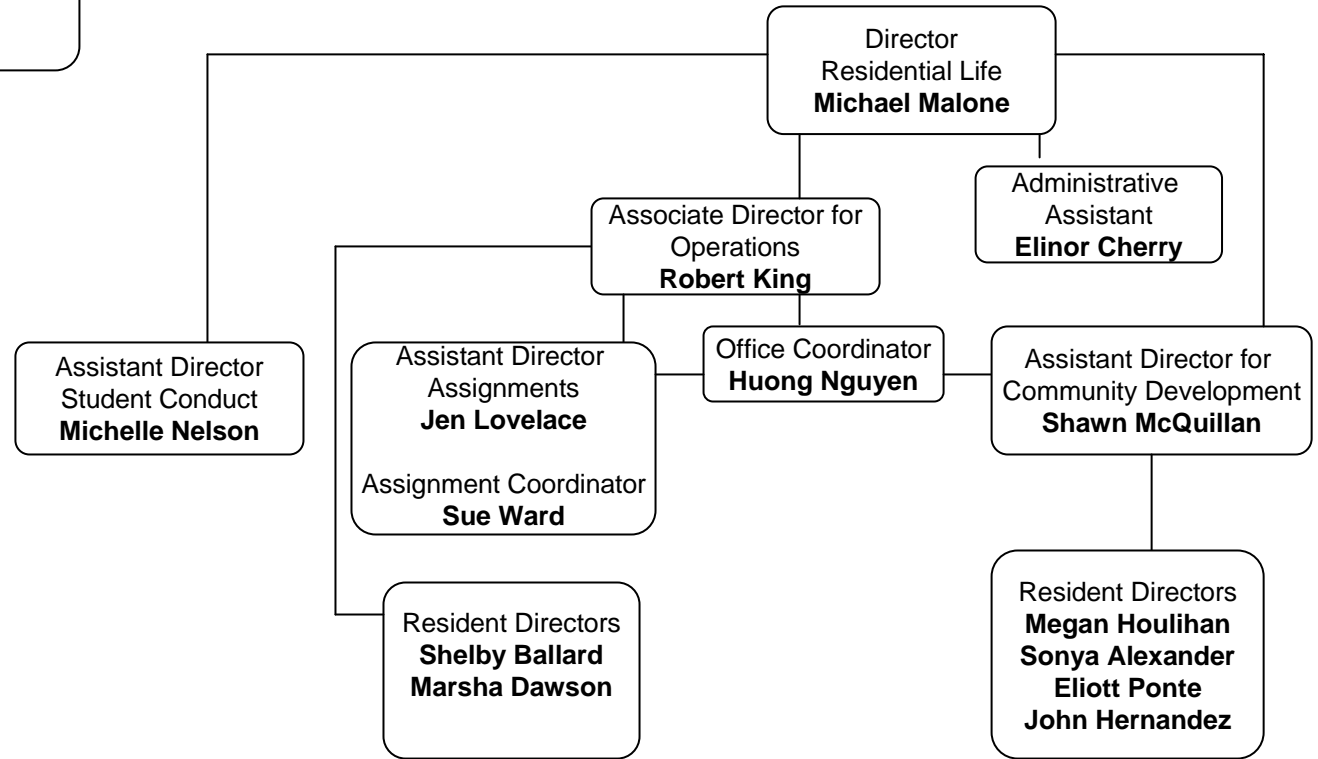 Director
Residential Life
Michael Malone
Administrative
Assistant
Elinor Cherry
Associate Director for
Operations
Robert King
Assistant Director
Student Conduct
Michelle Nelson
Assistant Director
Assignments
Jen Lovelace
Assignment Coordinator
Sue Ward
Office Coordinator
Huong Nguyen
Assistant Director for
Community Development
Shawn McQuillan
Resident Directors
Shelby Ballard
Marsha Dawson
Resident Directors
Megan Houlihan
Sonya Alexander
Eliott Ponte
John Hernandez